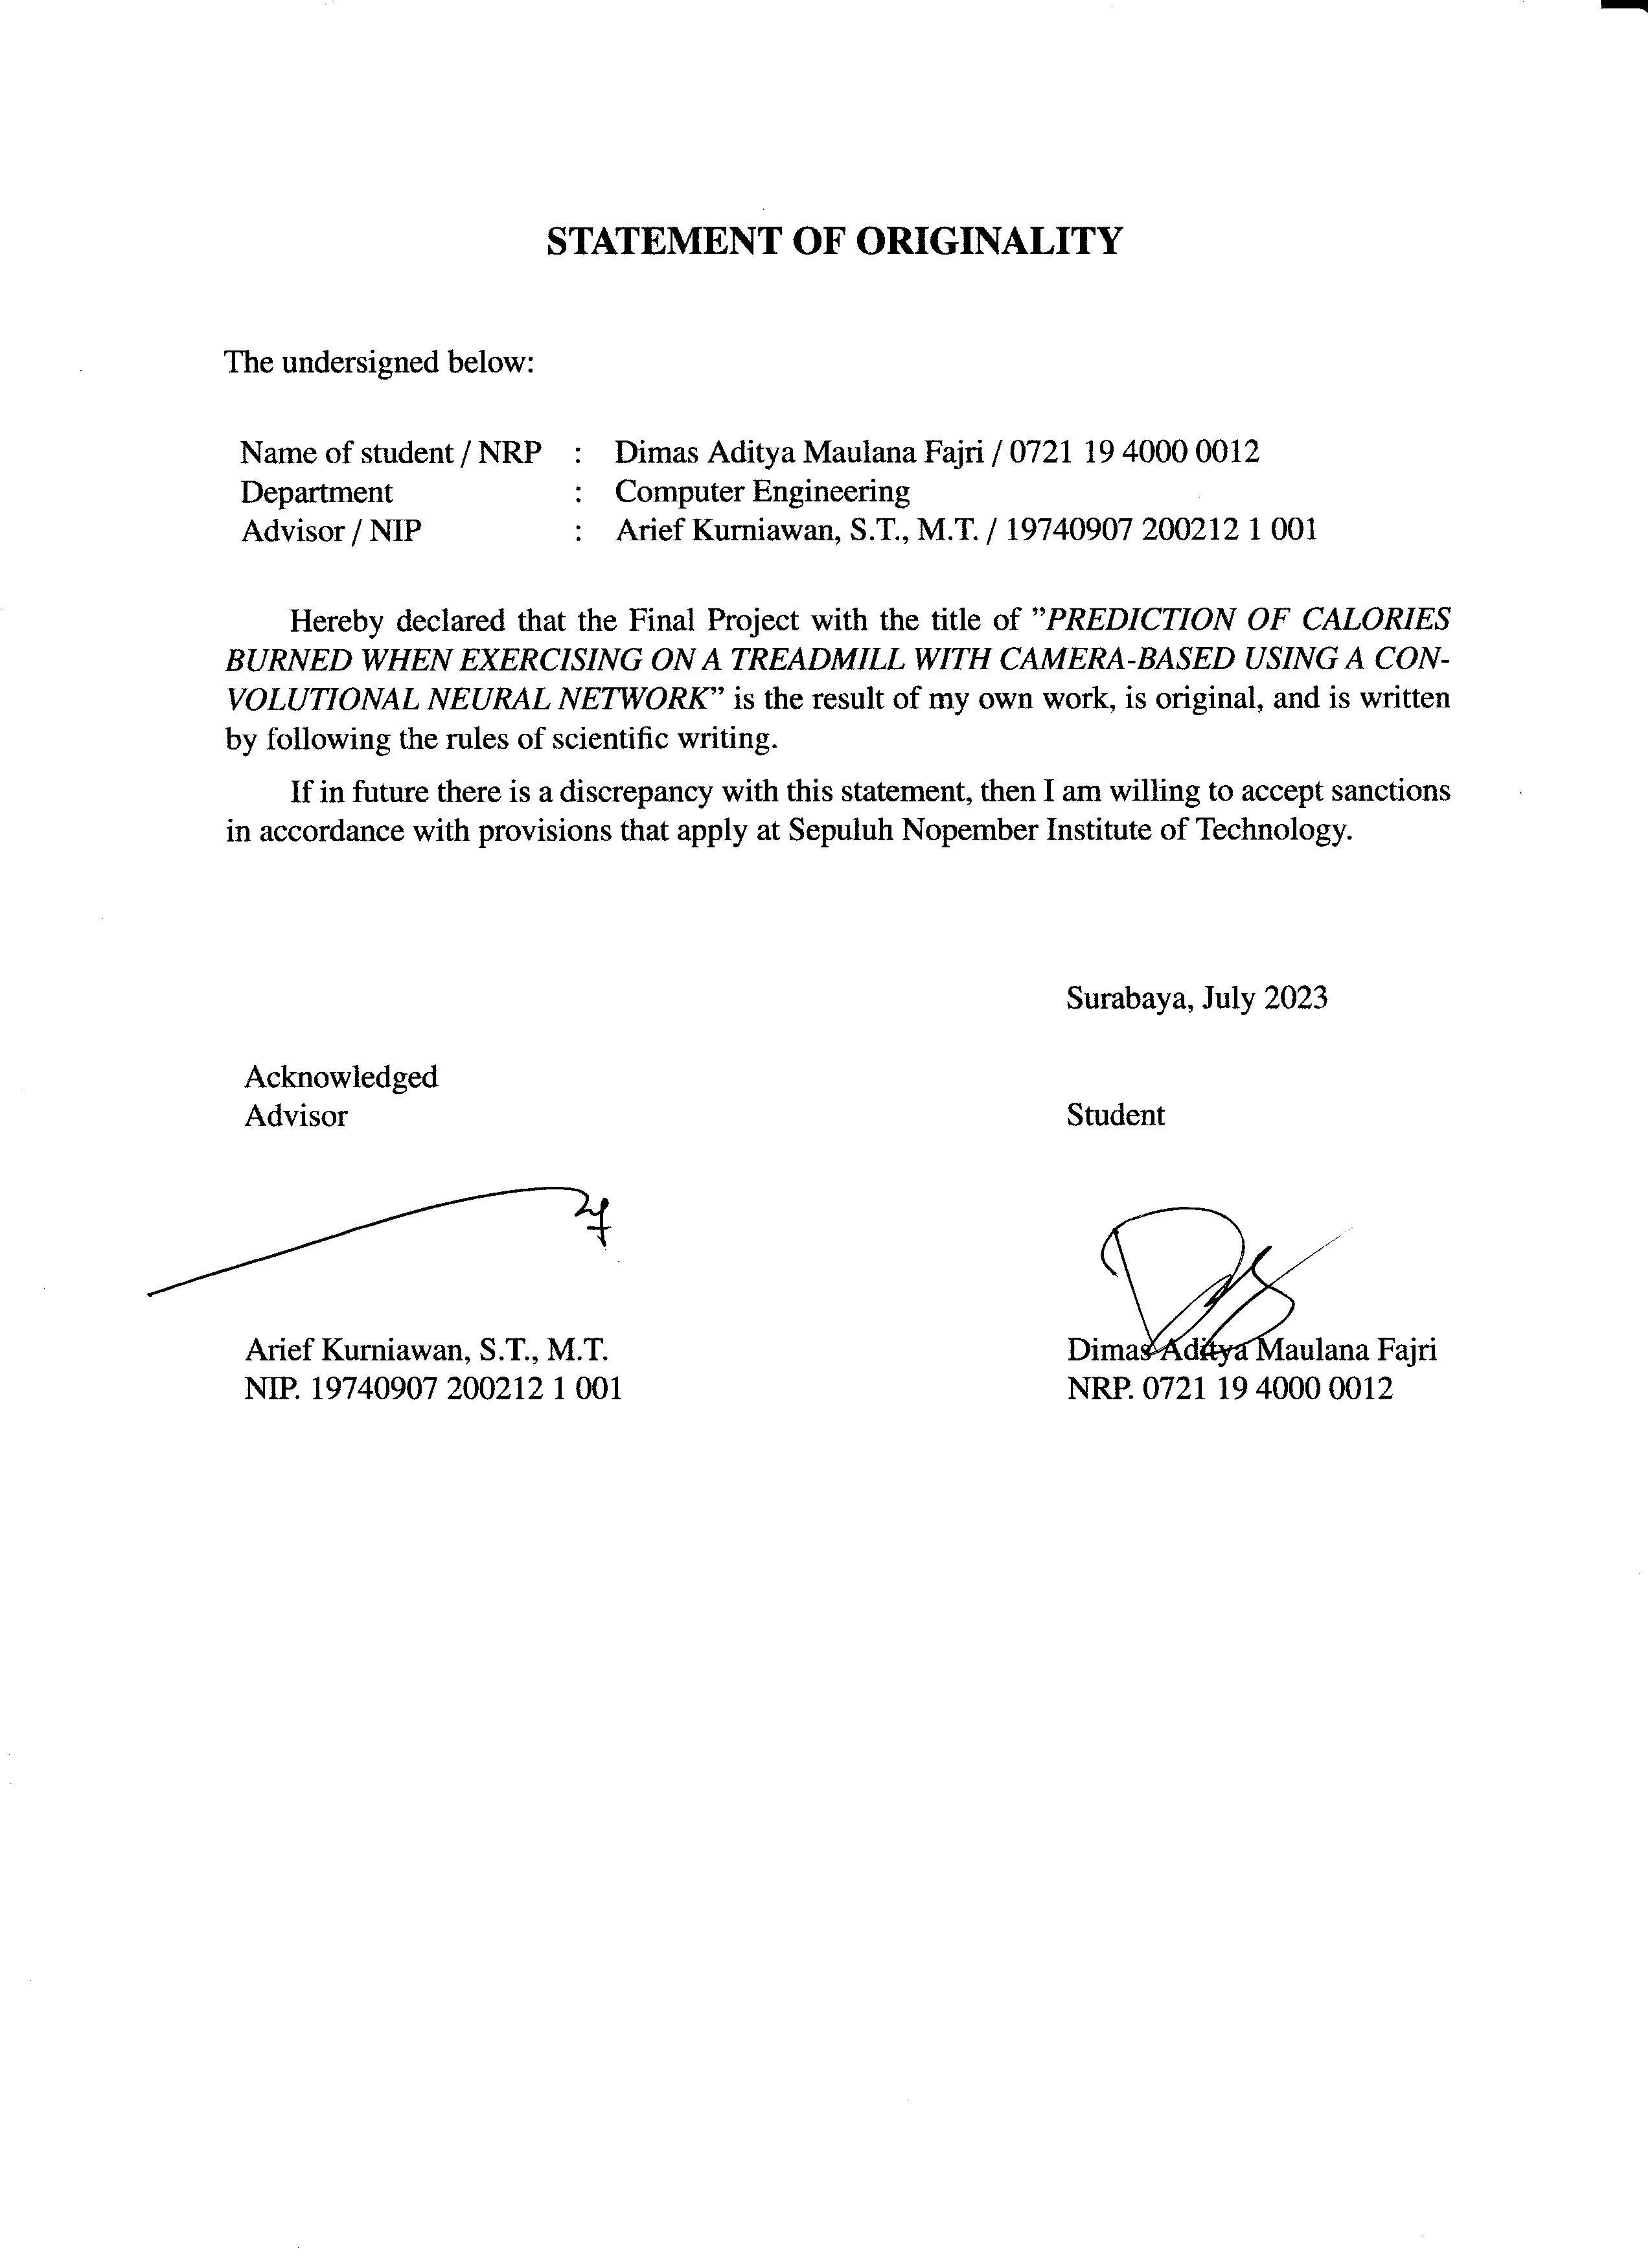 STATEMENT OF ORIGINALITY
The undersigned below:
Name of student / NRP : Dimas Aditya Maulana Fajri / 0721 19 4000 0012
Department : Computer Engineering
Advisor / NIP : Arief Kurniawan, S.T., M.T. / 19740907 200212 1 001
Hereby declared that the Final Project with the title of ”PREDICTION OF CALORIES
BURNED WHEN EXERCISING ON A TREADMILL WITH CAMERA-BASED USING A CON-
VOLUTIONAL NEURAL NETWORK” is the result of my own work, is original, and is written
by following the rules of scientific writing.
If in future there is a discrepancy with this statement, then I am willing to accept sanctions
in accordance with provisions that apply at Sepuluh Nopember Institute of Technology.
Surabaya, July 2023
Acknowledged
Advisor Student
Arief Kurniawan, S.T., M.T. Dimas Aditya Maulana Fajri
NIP. 19740907 200212 1 001 NRP. 0721 19 4000 0012